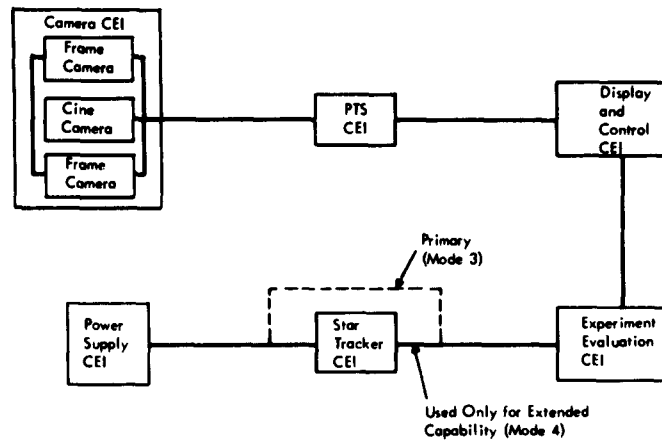 Camera CEI
Frame
Camera
Cine
Camera
Frame
Camera
PTS
CEI
Display
and
Control
CEI
Primary
(Mode 3)
Power
Supply
CEI
Star
Tracker
CEI
Experiment
Evaluation
CEI
Used Only for Extended
Capability (Mode 4)